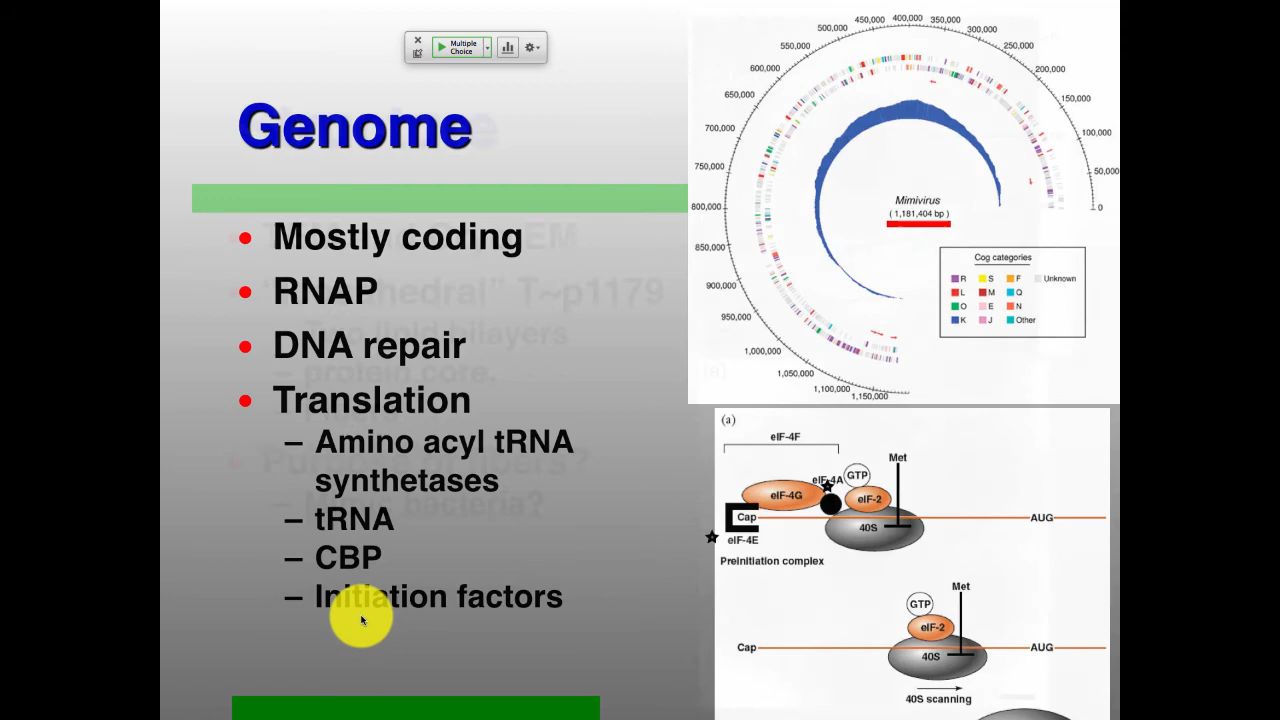 Multiple
Choice
Genome
• Mostly coding
• RNAP
• DNA repair
• Translation
– Amino acyl tRNA
synthetases
– tRNA
– CBP
– Initiation factors
0
50,000
100,000
150,000
200,000
250,000
300,000
350,000
400,000
450,000
500,000
550,000
600,000
650,000
700,000
750,000
800,000
850,000
900,000
950,000
1,000,000
1,050,000
1,100,000
1,150,000
Mimivirus
( 1,181,404 bp )
Cog categories
R S F Unknown
L M Q
O E N
K J Other
(a)
eIF-4F
Met
eIF-4A
GTP
eIF-4G
eIF-2
Cap
40S
AUG
eIF-4E
Preinitiation complex
Met
GTP
eIF-2
Cap
40S
AUG
40S scanning